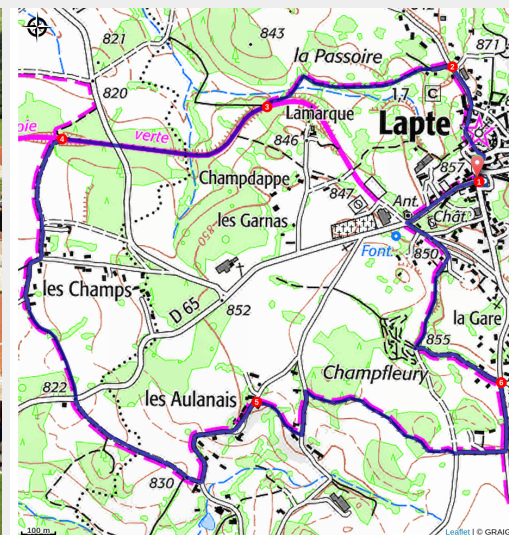 821
843
la Passoire
871
2
820
1,7
C
3
Lamarque
Lapte
oie
verte
4
846
857
Champdappe
1
847
Ant.
les Garnas
850
Chât.
Font.
850
les Champs
D 65
852
la Gare
855
822
Champfleury
6
les Aulanais
5
830
100 m
Leaflet | © GRAIG